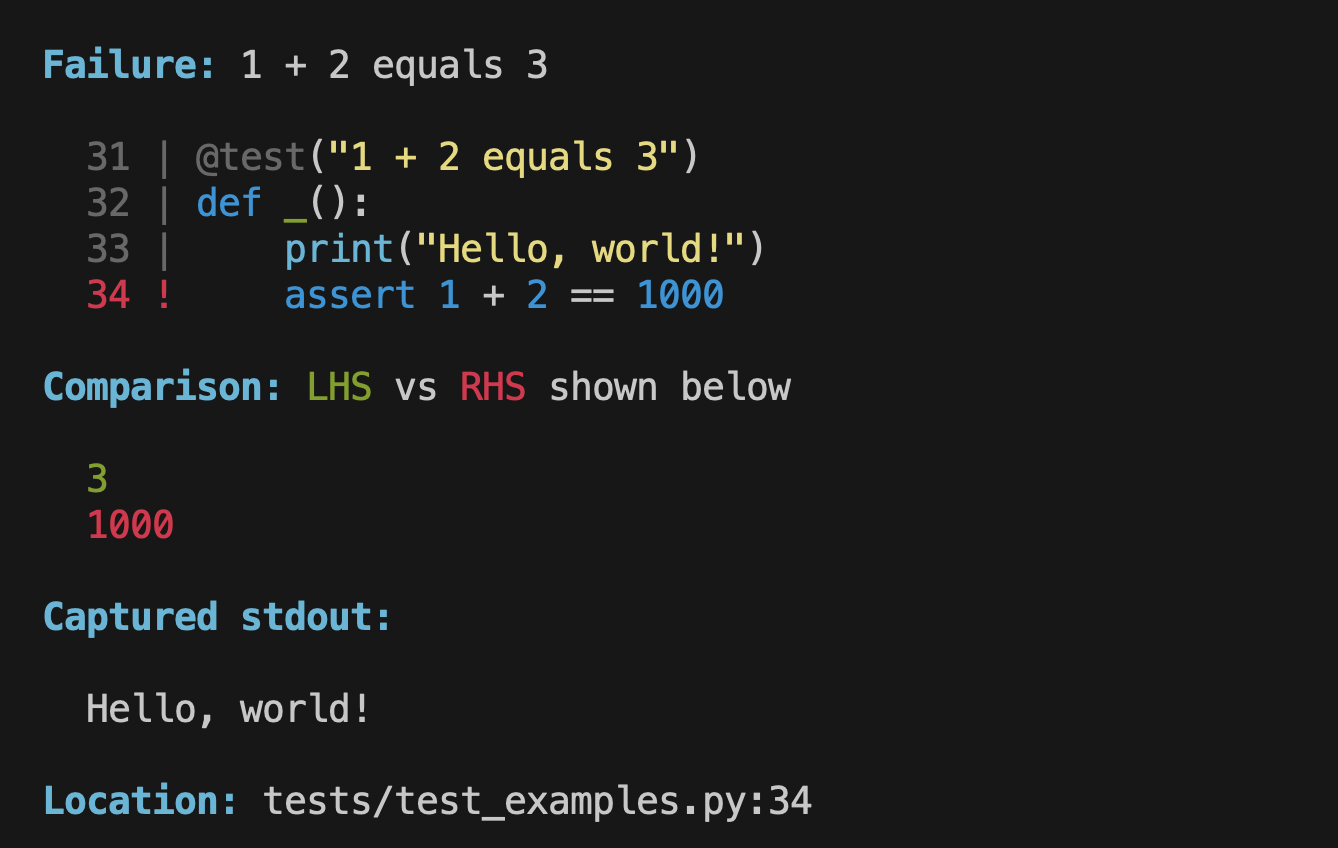 Failure: 1 + 2 equals 3
31 | @test("1 + 2 equals 3")
32 | def _():
33 |     print("Hello, world!")
34 !     assert 1 + 2 == 1000
Comparison: LHS vs RHS shown below
3
1000
Captured stdout:
Hello, world!
Location: tests/test_examples.py:34